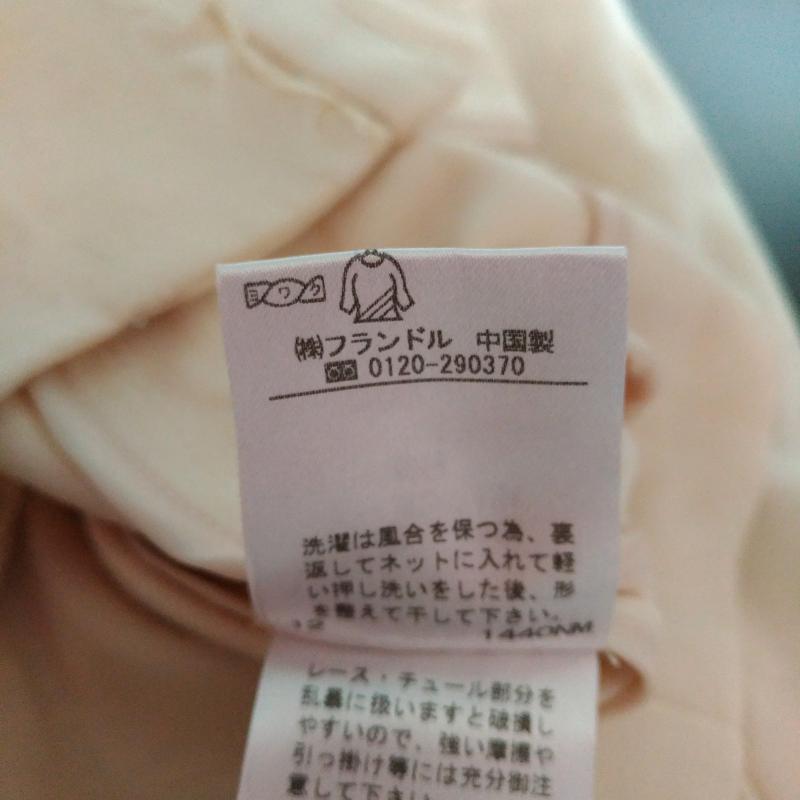 ミワク
㈱フランドル 中国製
0120-290370
洗濯は風合を保つ為、裏
返してネットに入れて軽
い押し洗いをした後、形
を整えて干して下さい。
12 1440NM
レース・チュール部分を
乱暴に扱いますと破損し
やすいので、強い摩擦や
引っ掛け等には充分御注
意して下さい